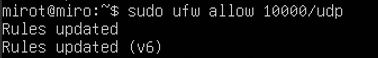 mirot@miro:~$ sudo ufw allow 10000/udp
Rules updated
Rules updated (v6)